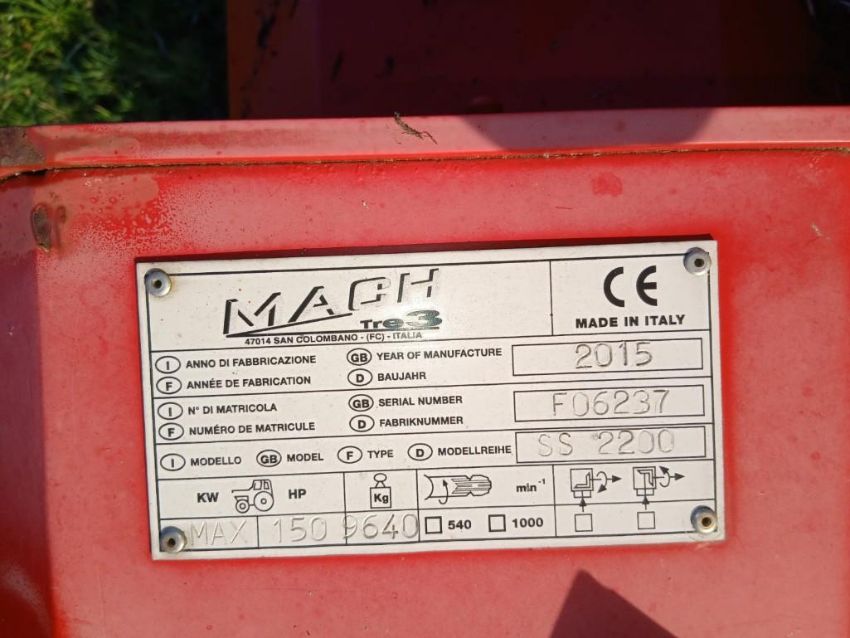 MACH
Tre3
47014 SAN COLOMBANO - (FC) - ITALIA
CE
MADE IN ITALY
I ANNO DI FABBRICAZIONE GB YEAR OF MANUFACTURE 2015
F ANNÉE DE FABRICATION D BAUJAHR
I N° DI MATRICOLA GB SERIAL NUMBER F06237
F NUMÉRO DE MATRICULE D FABRIKNUMMER
I MODELLO GB MODEL F TYPE D MODELLREIHE SS 2200
KW HP Kg min-1
MAX 150 9640 540 1000